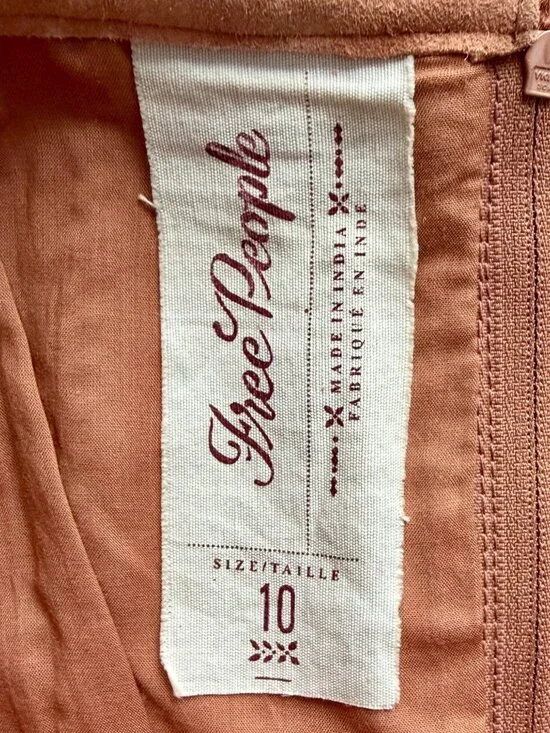 Free People
MADE IN INDIA
FABRIQUÉ EN INDE
SIZE/TAILLE
10